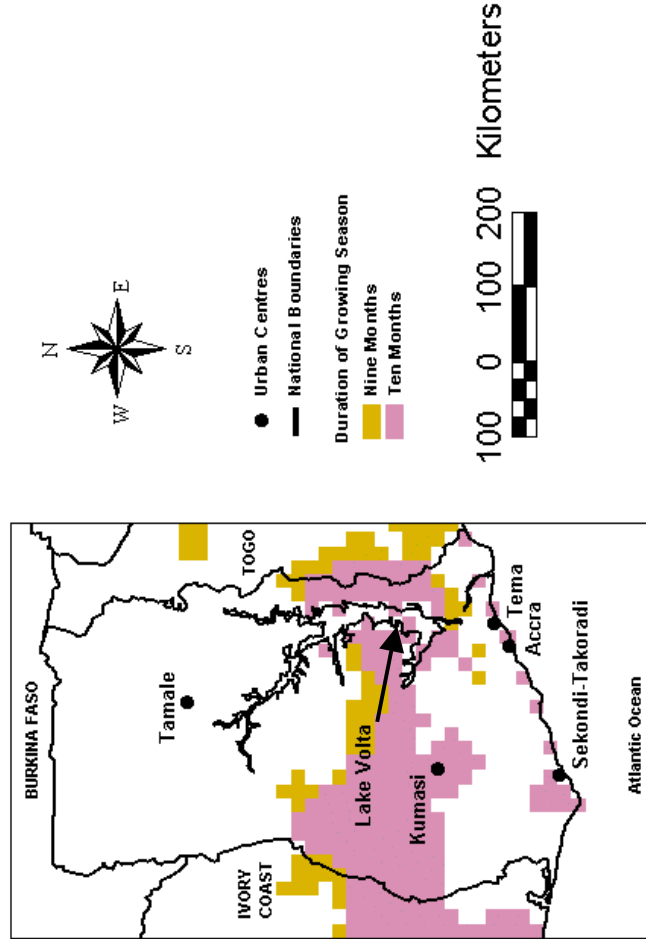 BURKINA FASO
Tamale
TOGO
IVORY
COAST
Lake Volta
Kumasi
Tema
Accra
Sekondi-Takoradi
Atlantic Ocean
N
W
E
S
Urban Centres
National Boundaries
Duration of Growing Season
Nine Months
Ten Months
100 0 100 200 Kilometers